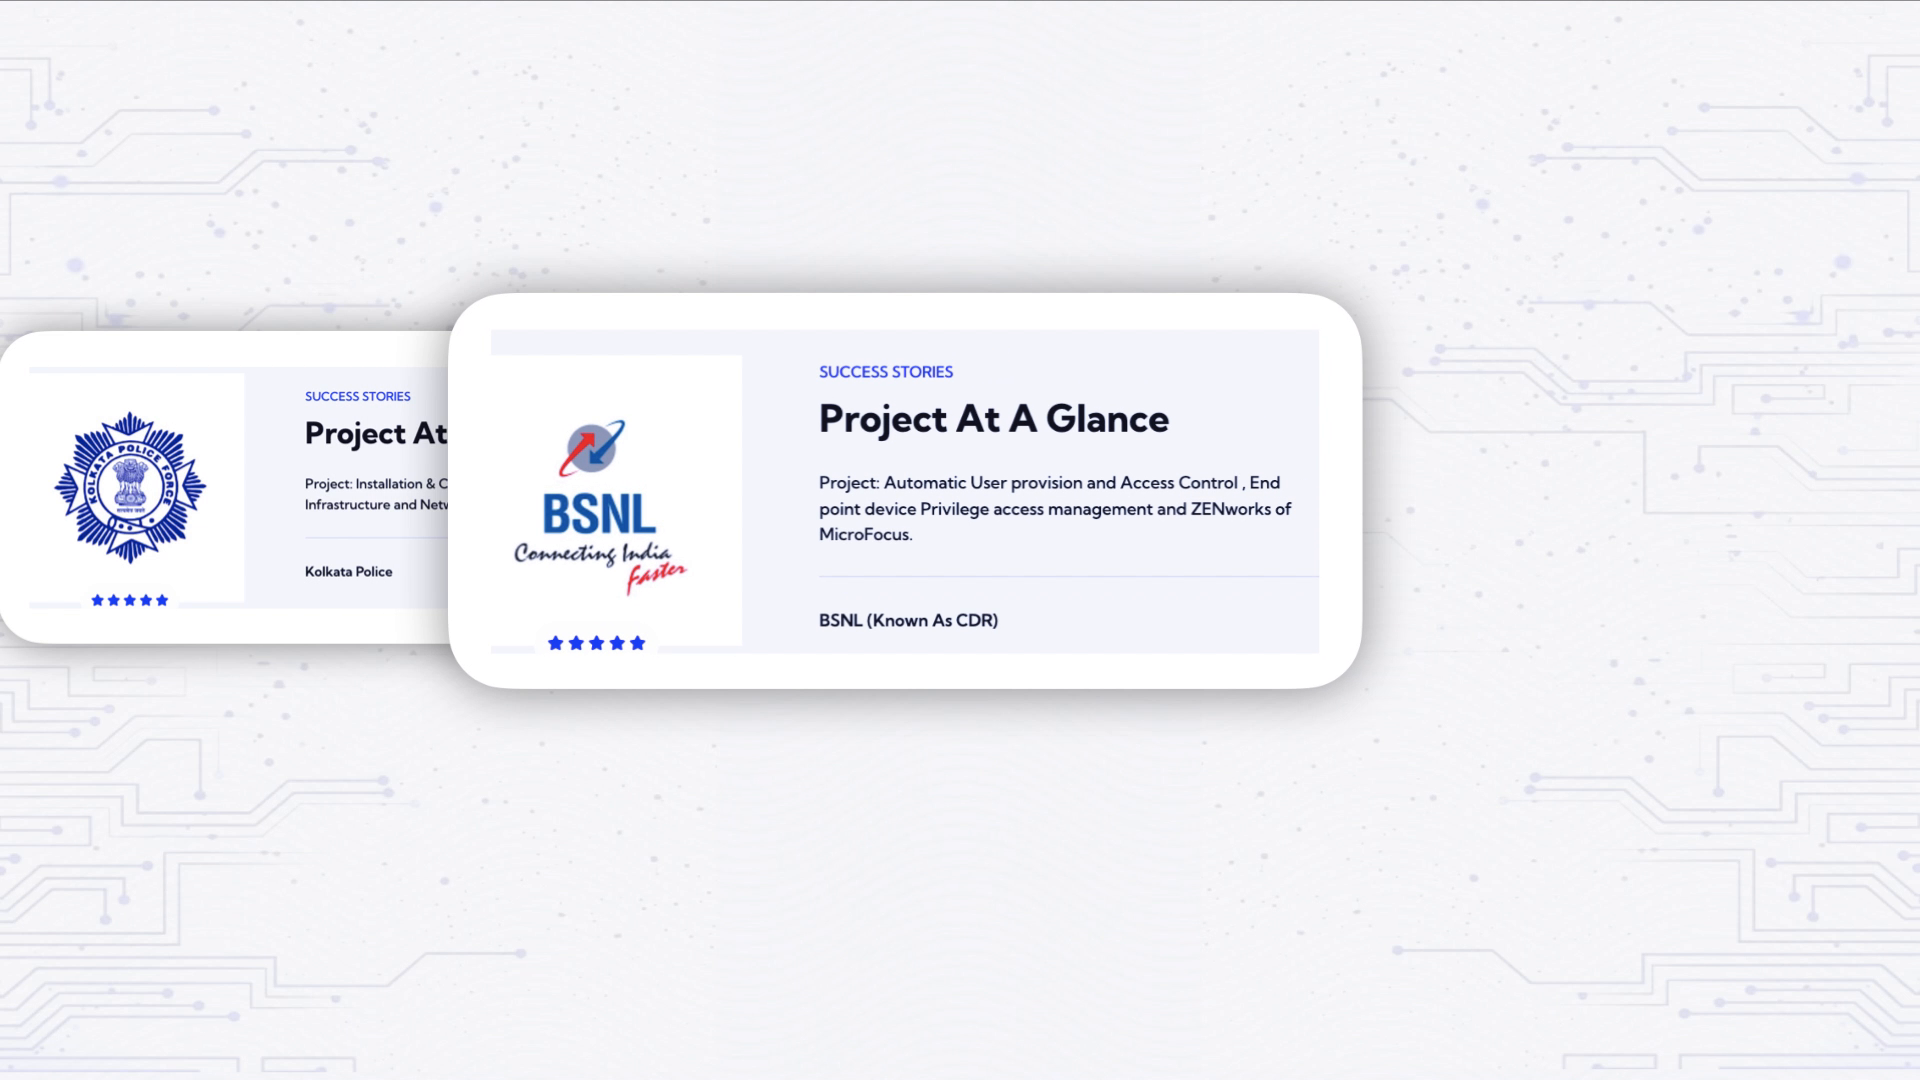 KOLKATA POLICE FORCE
SUCCESS STORIES
Project At
Project: Installation & C
Infrastructure and Netw
Kolkata Police
BSNL
Connecting India
Faster
SUCCESS STORIES
Project At A Glance
Project: Automatic User provision and Access Control , End
point device Privilege access management and ZENworks of
MicroFocus.
BSNL (Known As CDR)